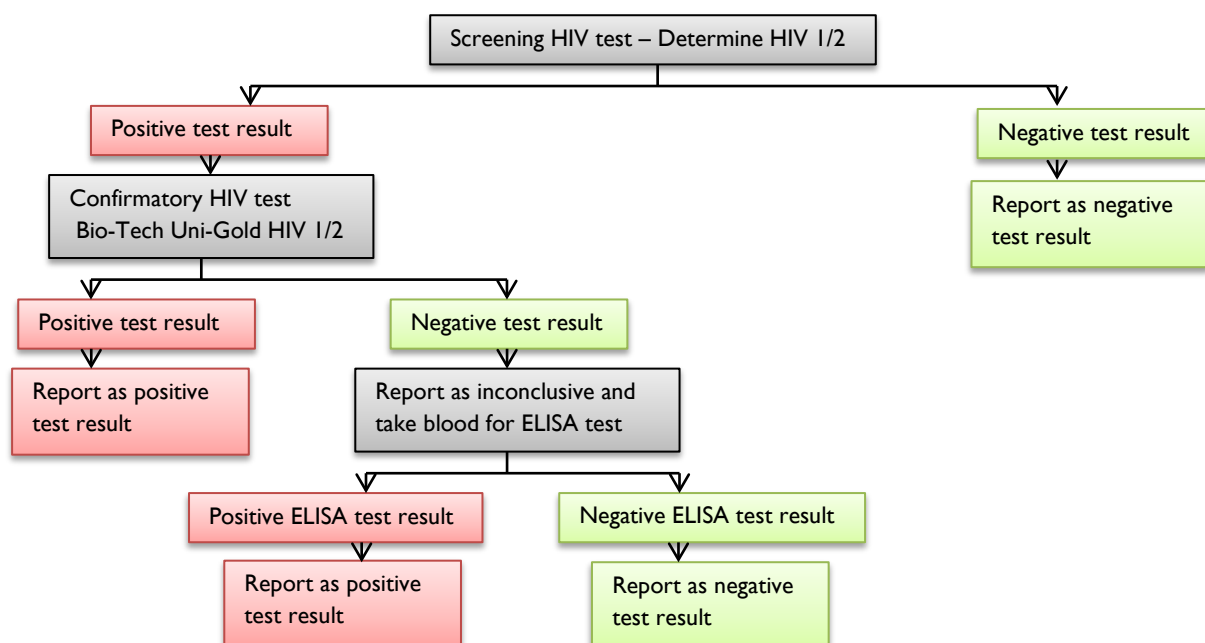 Screening HIV test – Determine HIV 1/2
Positive test result
Negative test result
Confirmatory HIV test
Bio-Tech Uni-Gold HIV 1/2
Report as negative
test result
Positive test result
Negative test result
Report as positive
test result
Report as inconclusive and
take blood for ELISA test
Positive ELISA test result
Negative ELISA test result
Report as positive
test result
Report as negative
test result